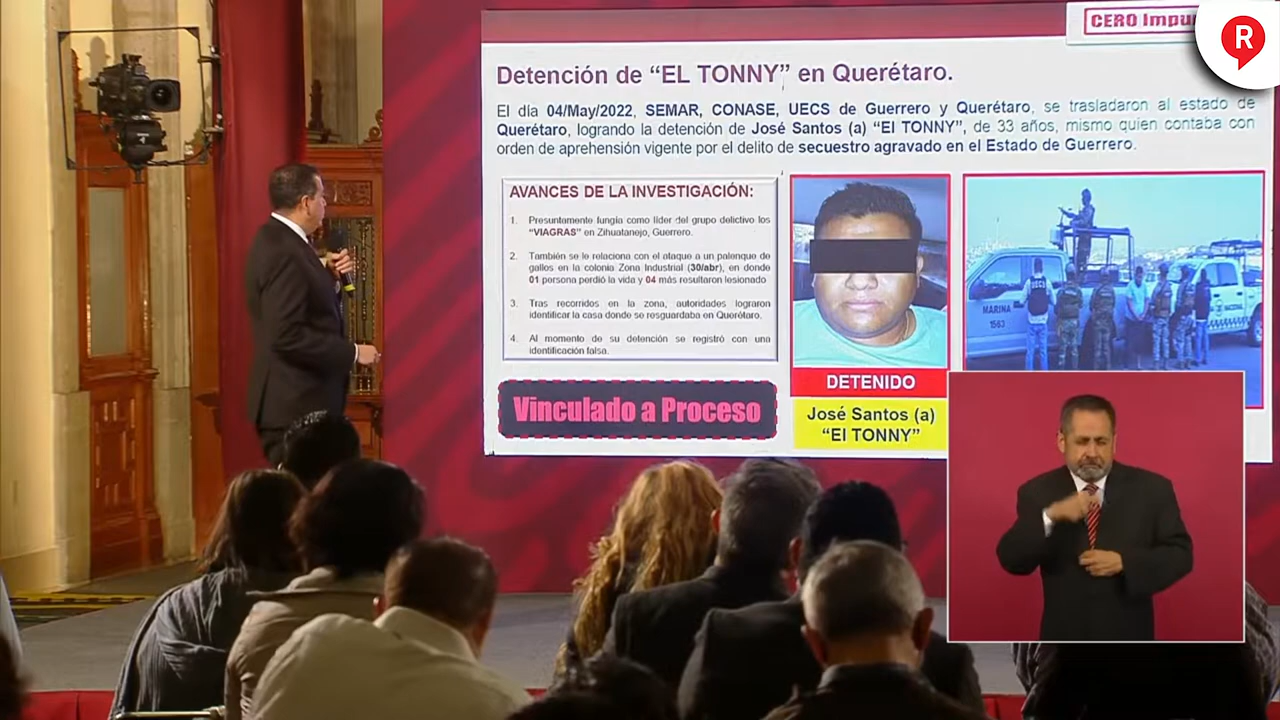 CERO Impu
R
Detención de “EL TONNY” en Querétaro.
El día 04/May/2022, SEMAR, CONASE, UECS de Guerrero y Querétaro, se trasladaron al estado de
Querétaro, logrando la detención de José Santos (a) “El TONNY”, de 33 años, mismo quien contaba con
orden de aprehensión vigente por el delito de secuestro agravado en el Estado de Guerrero.
AVANCES DE LA INVESTIGACIÓN:
1. Presuntamente fungía como líder del grupo delictivo los
“VIAGRAS” en Zihuatanejo, Guerrero.
2. También se le relaciona con el ataque a un palenque de
gallos en la colonia Zona Industrial (30/abr), en donde
01 persona perdió la vida y 04 más resultaron lesionado
3. Tras recorridos en la zona, autoridades lograron
identificar la casa donde se resguardaba en Querétaro.
4. Al momento de su detención se registró con una
identificación falsa.
Vinculado a Proceso
DETENIDO
José Santos (a)
“El TONNY”
MARINA
1563
UECS